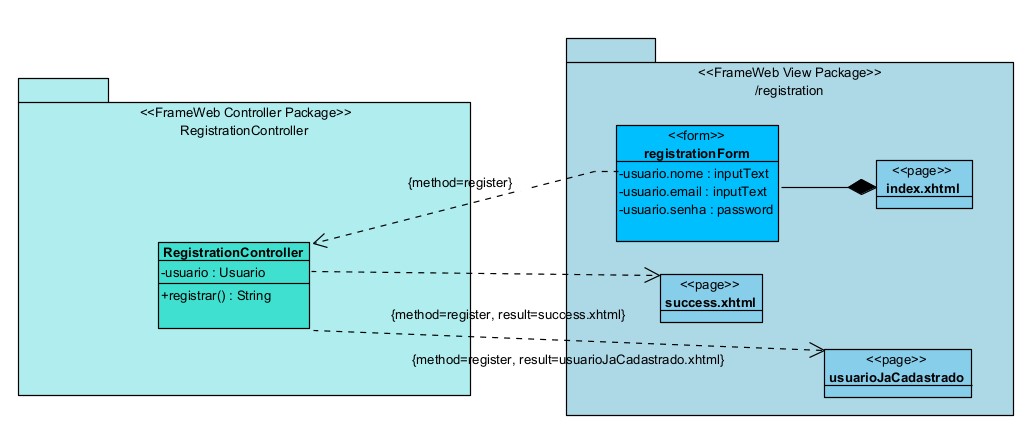 <<FrameWeb Controller Package>>
RegistrationController
RegistrationController
-usuario : Usuario
+registrar() : String
{method=register}
{method=register, result=success.xhtml}
{method=register, result=usuarioJaCadastrado.xhtml}
<<FrameWeb View Package>>
/registration
<<form>>
registrationForm
-usuario.nome : inputText
-usuario.email : inputText
-usuario.senha : password
<<page>>
index.xhtml
<<page>>
success.xhtml
<<page>>
usuarioJaCadastrado